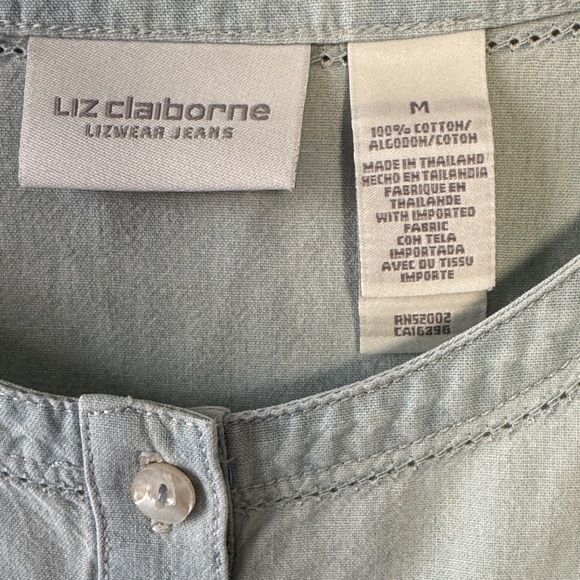 Liz claiborne
LIZWEAR JEANS
M
100% COTTON/
ALGODON/COTON
MADE IN THAILAND
HECHO EN TAILANDIA
FABRIQUE EN
THAILANDE
WITH IMPORTED
FABRIC
CON TELA
IMPORTADA
AVEC DU TISSU
IMPORTE
RN52002
CA16396